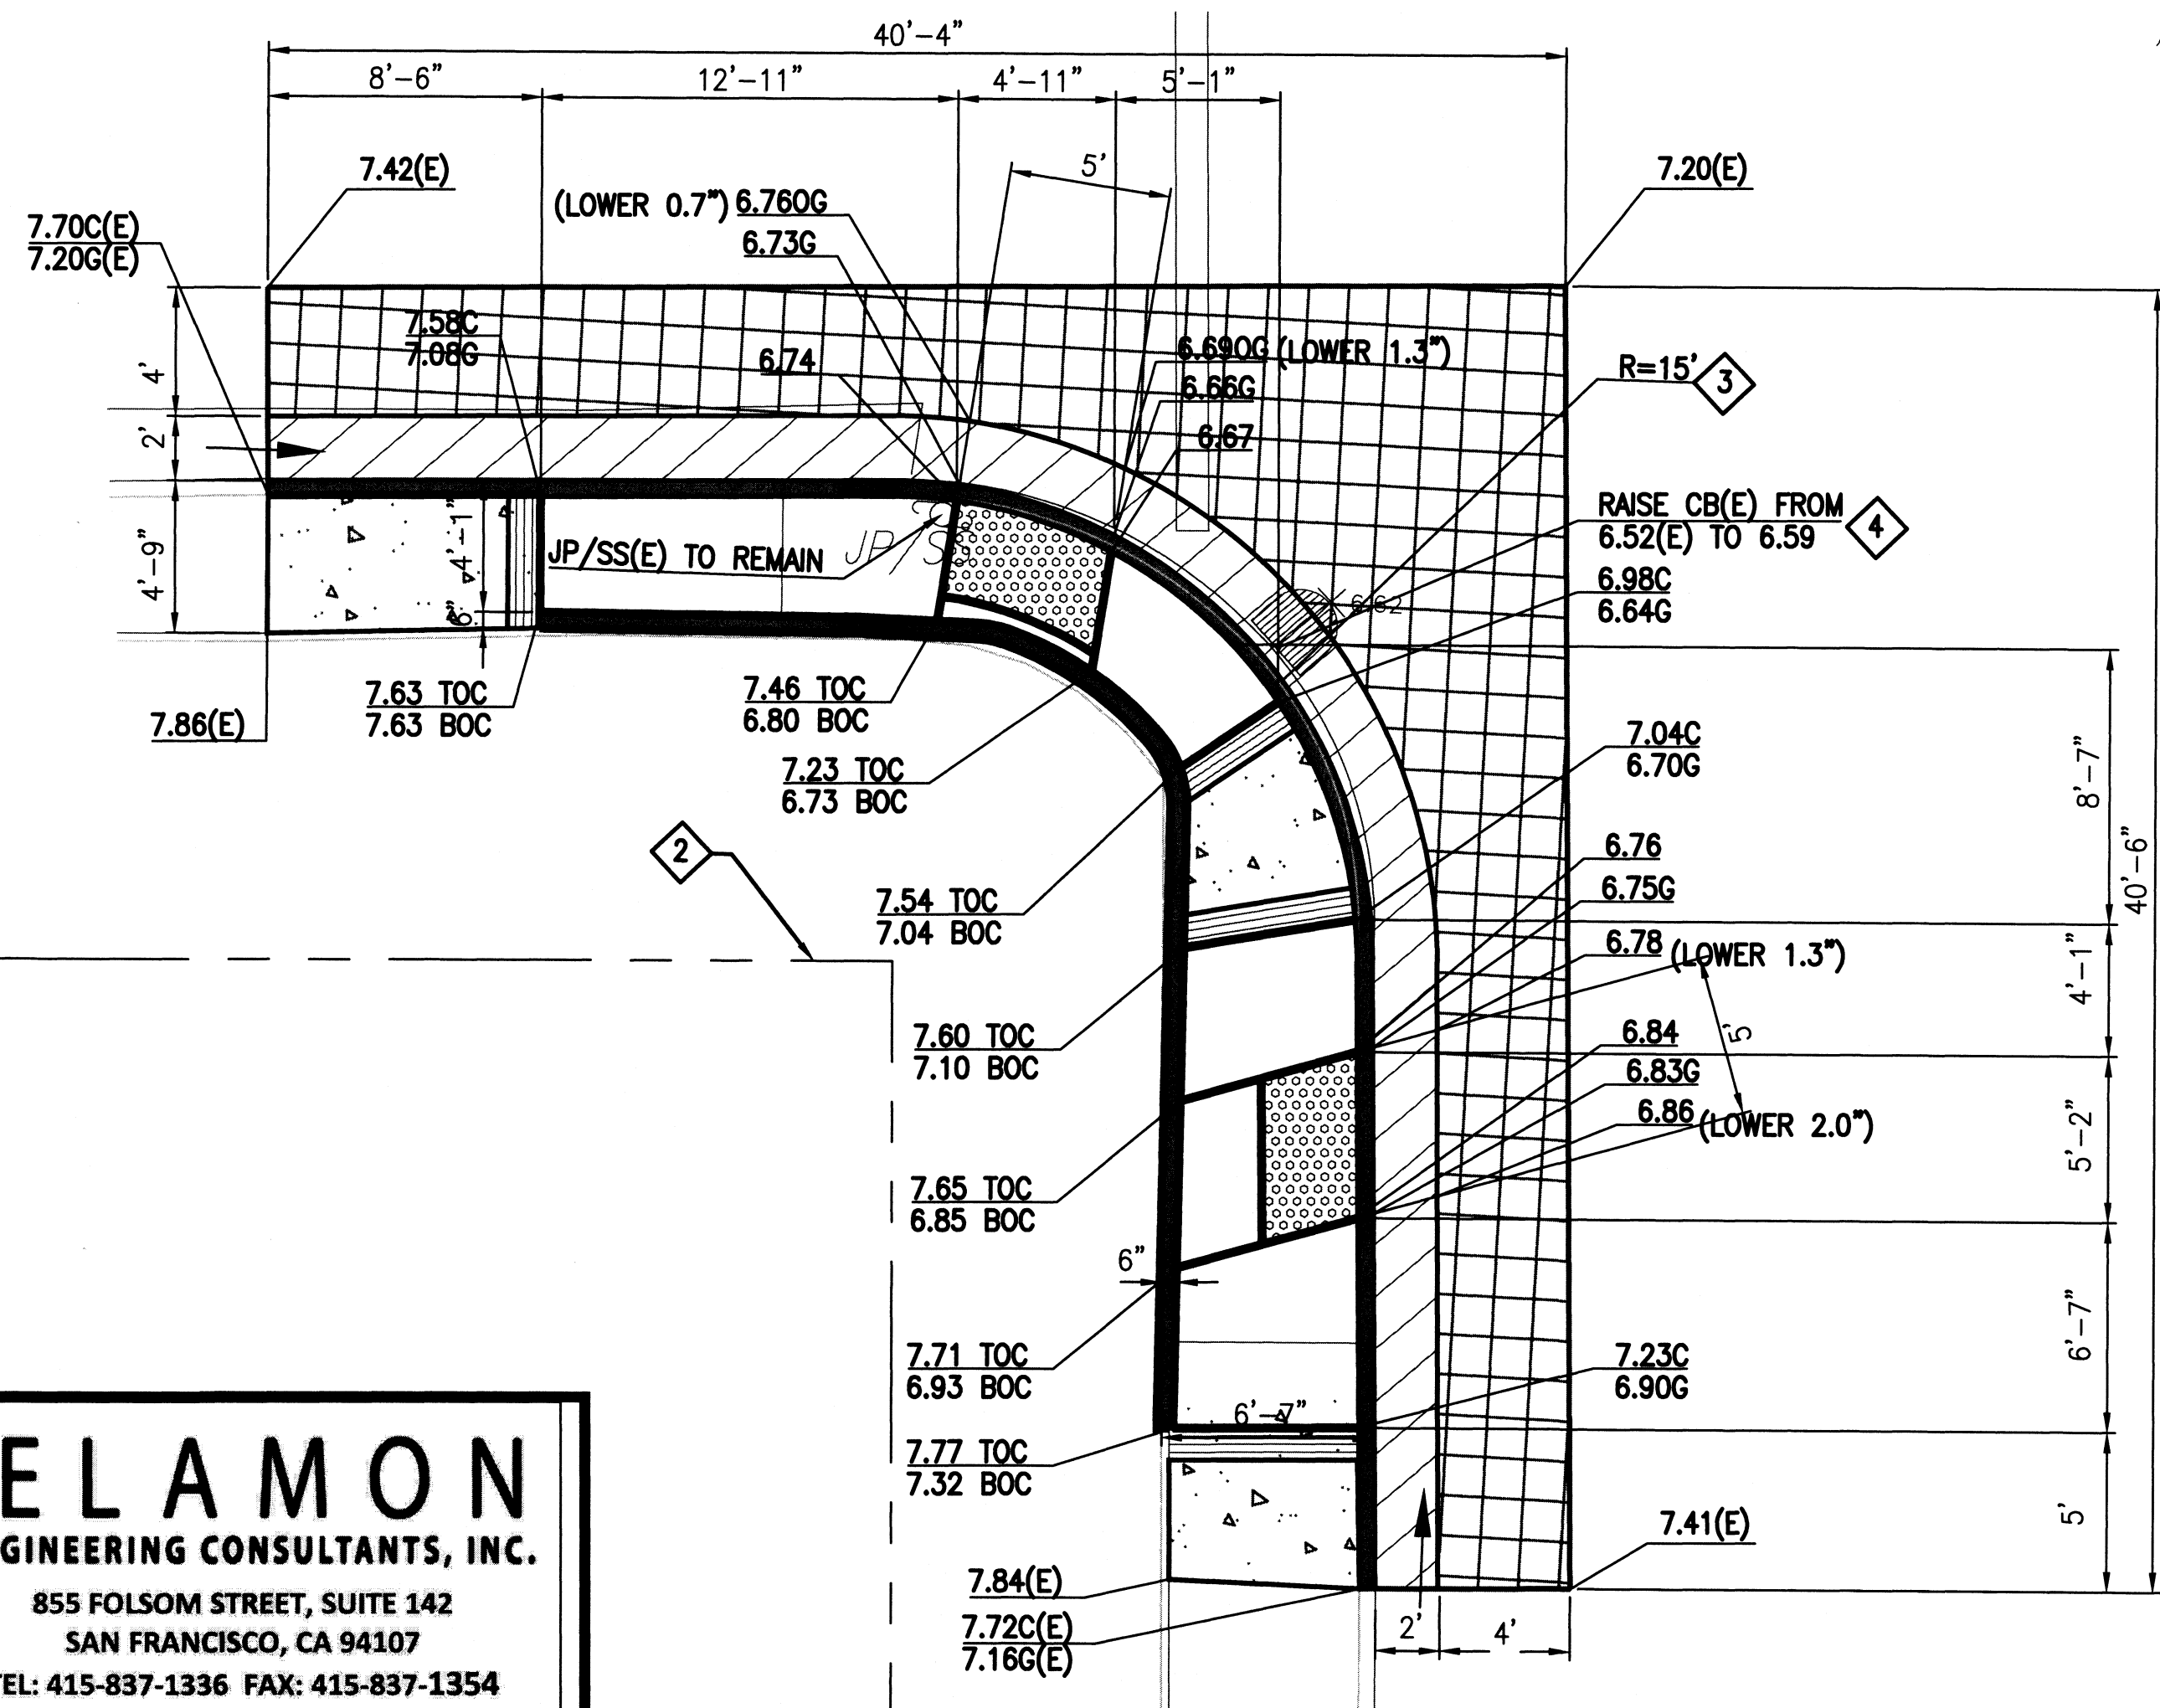 40'-4"
8'-6"
12'-11"
4'-11"
5'-1"
5'
7.42(E)
7.20(E)
(LOWER 0.7") 6.76OG
6.73G
7.70C(E)
7.20G(E)
7.58C
7.08G
6.74
6.69OG (LOWER 1.3")
6.66G
6.67
R=15'
3
4'
2'
4'-9"
4'-1"
6"
JP/SS(E) TO REMAIN
JP/SS
RAISE CB(E) FROM
6.52(E) TO 6.59
4
6.98C
6.64G
6.62
7.63 TOC
7.63 BOC
7.86(E)
7.46 TOC
6.80 BOC
7.23 TOC
6.73 BOC
7.04C
6.70G
8'-7"
40'-6"
2
6.76
6.75G
7.54 TOC
7.04 BOC
6.78 (LOWER 1.3")
4'-1"
7.60 TOC
7.10 BOC
5'
6.84
6.83G
6.86 (LOWER 2.0")
5'-2"
7.65 TOC
6.85 BOC
6"
7.71 TOC
6.93 BOC
7.23C
6.90G
6'-7"
6'-7"
7.77 TOC
7.32 BOC
5'
7.41(E)
7.84(E)
7.72C(E)
7.16G(E)
2'
4'
ELAMON
GINEERING CONSULTANTS, INC.
855 FOLSOM STREET, SUITE 142
SAN FRANCISCO, CA 94107
TEL: 415-837-1336 FAX: 415-837-1354